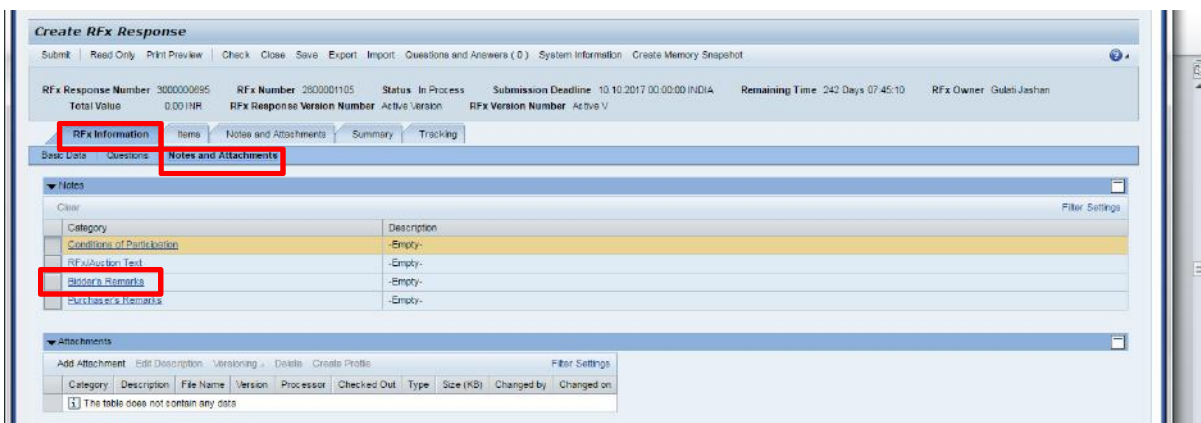 Create RFx Response
Submit Read Only Print Preview Check Close Save Export Import Questions and Answers ( 0 ) System Information Create Memory Snapshot
RFx Response Number 3000000695 RFx Number 2600001105 Status In Process Submission Deadline 10.10.2017 00:00:00 INDIA Remaining Time 242 Days 07:45:10 RFx Owner Gulati Jashan
Total Value 0.00 INR RFx Response Version Number Active Version RFx Version Number Active V
RFx Information Items Notes and Attachments Summary Tracking
Basic Data Questions Notes and Attachments
Notes
Clear Filter Settings
Category Description
Conditions of Participation -Empty-
RFx/Auction Text -Empty-
Bidder's Remarks -Empty-
Purchaser's Remarks -Empty-
Attachments
Add Attachment Edit Description Versioning Delete Create Profile Filter Settings
Category Description File Name Version Processor Checked Out Type Size (KB) Changed by Changed on
i The table does not contain any data